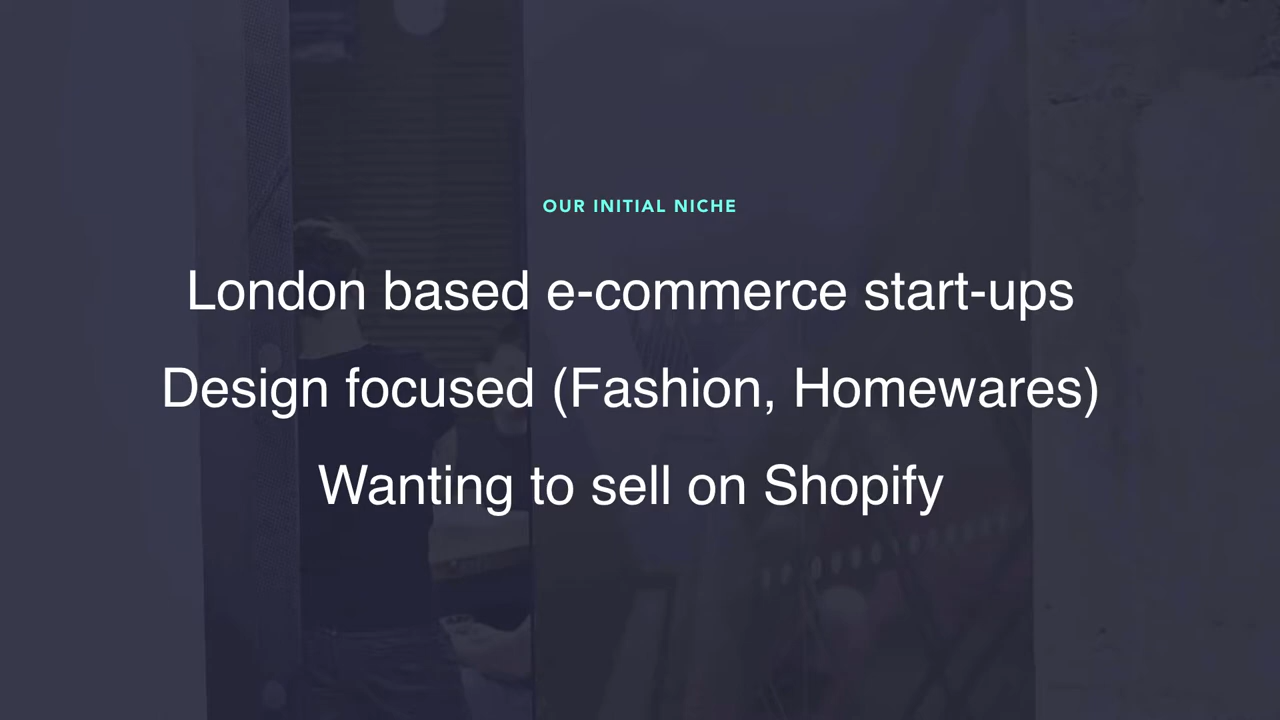 OUR INITIAL NICHE
London based e-commerce start-ups
Design focused (Fashion, Homewares)
Wanting to sell on Shopify